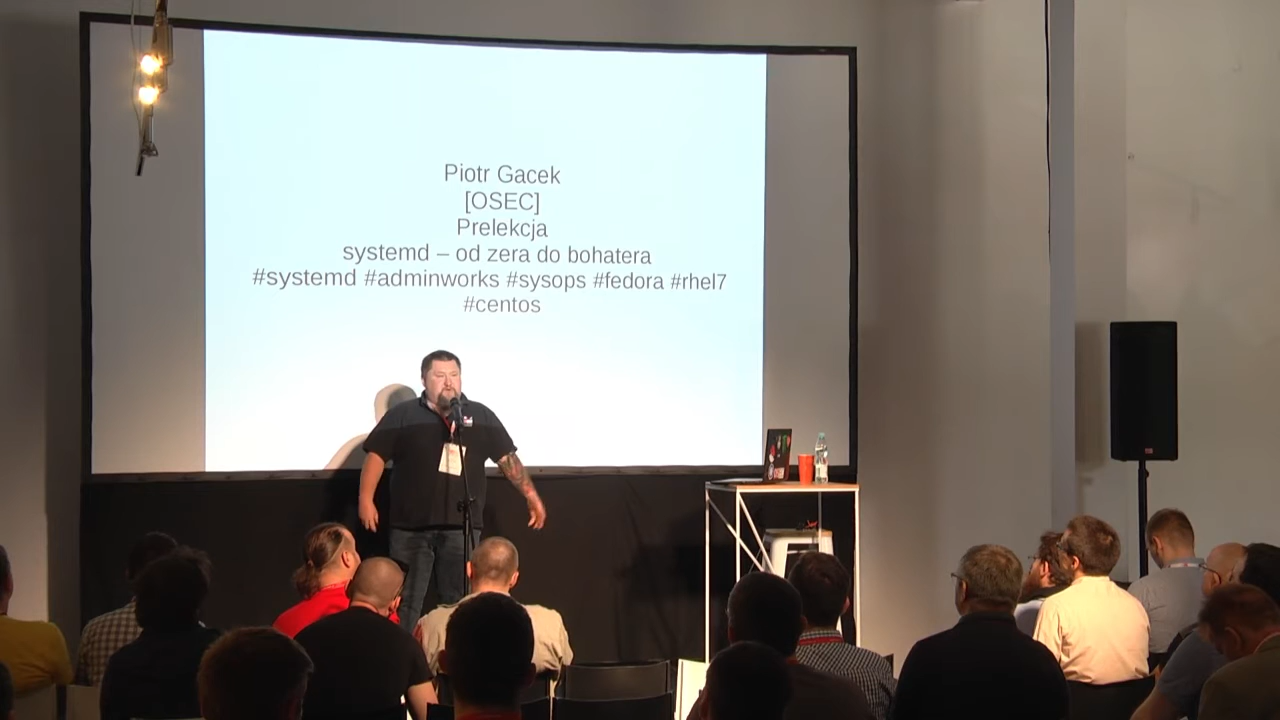 Piotr Gacek
[OSEC]
Prelekcja
systemd – od zera do bohatera
#systemd #adminworks #sysops #fedora #rhel7
#centos